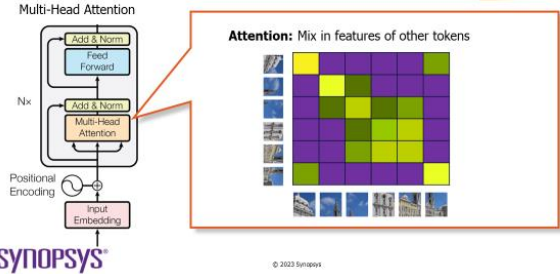 Multi-Head Attention
Add & Norm
Feed
Forward
Nx
Add & Norm
Multi-Head
Attention
Positional
Encoding
Input
Embedding
Attention: Mix in features of other tokens
SYNOPSYS®
© 2023 Synopsys